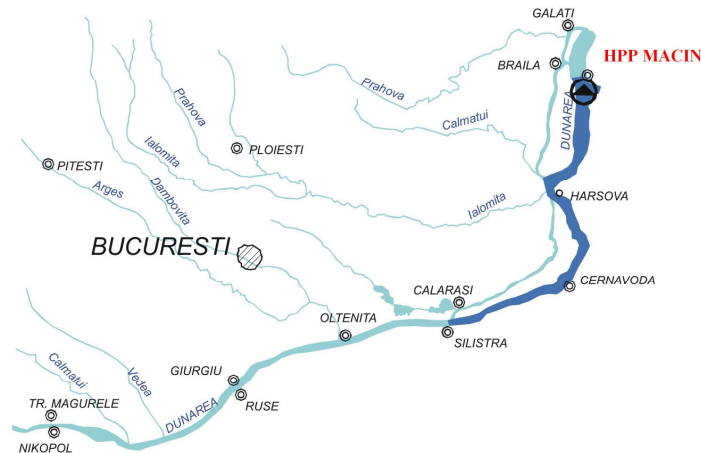 GALATI
HPP MACIN
BRAILA
Prahova
DUNAREA
Prahova
Calmatui
Ialomita
PLOIESTI
PITESTI
Arges
Dambovita
Ialomita
HARSOVA
BUCURESTI
CALARASI
CERNAVODA
OLTENITA
SILISTRA
Calmatui
Vedea
GIURGIU
TR. MAGURELE
DUNAREA
RUSE
NIKOPOL